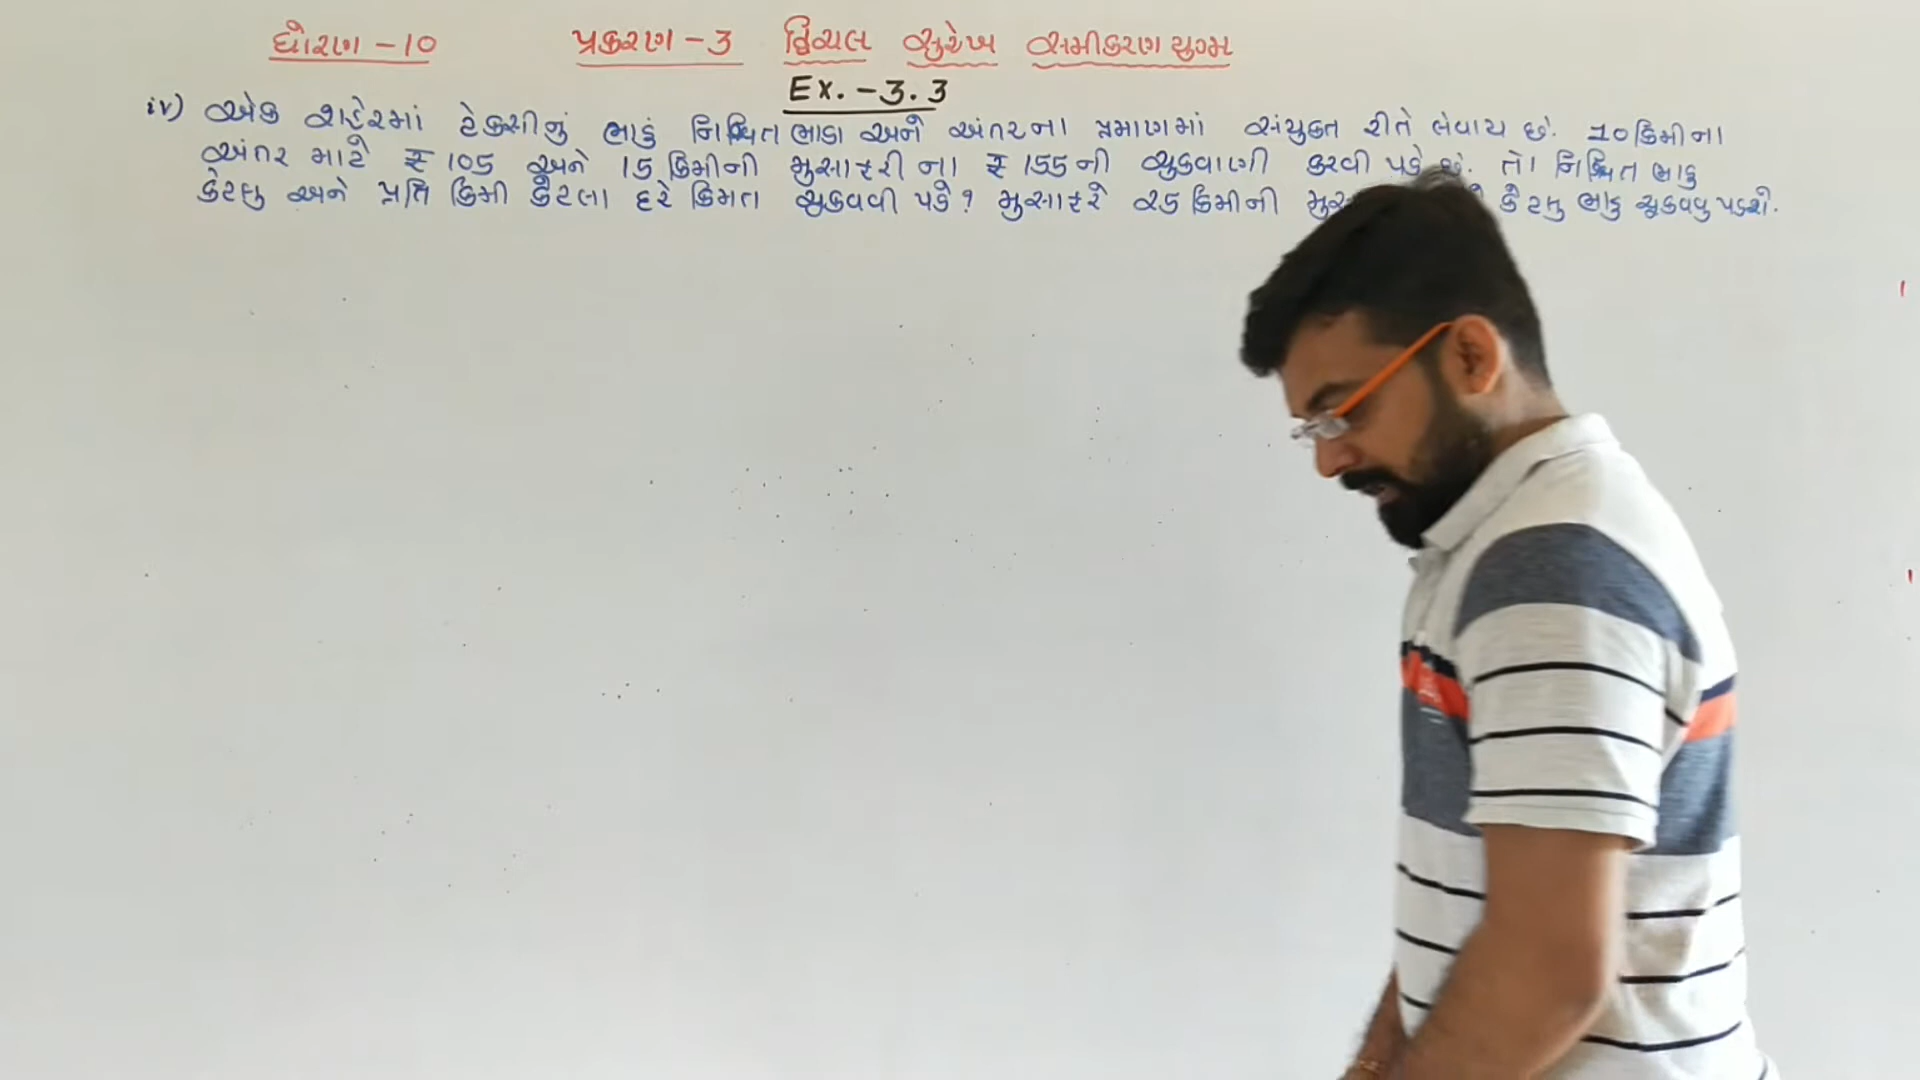 ધોરણ - 10 પ્રકરણ - 3 દ્વિચલ સુરેખ સમીકરણ યુગ્મ
Ex. - 3.3
iv) એક શહેરમાં ટેકસીનું ભાડું નિશ્ચિત ભાડા અને અંતરના પ્રમાણમાં સંયુક્ત રીતે લેવાય છે. 10 કિમીના
અંતર માટે ₹ 105 અને 15 કિમીની મુસાફરી ના ₹ 155 ની ચુકવાણી કરવી પડે છે. તો નિશ્ચિત ભાડુ
કેટલુ અને પ્રતિ કિમી કેટલા દરે કિંમત ચુકવવી પડે? મુસાફરે 25 કિમીની કેટલુ ભાડુ ચૂકવવુ પડશે.